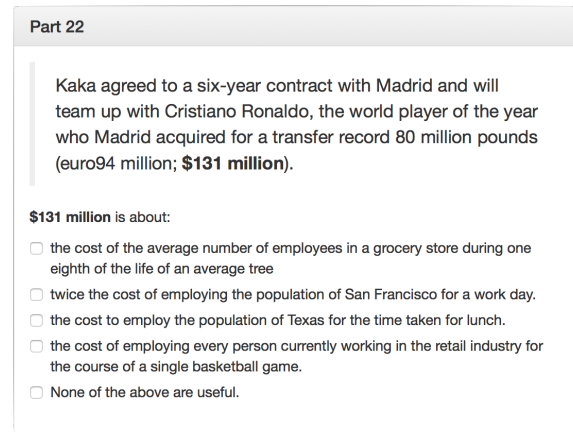 Part 22
Kaka agreed to a six-year contract with Madrid and will
team up with Cristiano Ronaldo, the world player of the year
who Madrid acquired for a transfer record 80 million pounds
(euro94 million; $131 million).
$131 million is about:
the cost of the average number of employees in a grocery store during one
eighth of the life of an average tree
twice the cost of employing the population of San Francisco for a work day.
the cost to employ the population of Texas for the time taken for lunch.
the cost of employing every person currently working in the retail industry for
the course of a single basketball game.
None of the above are useful.